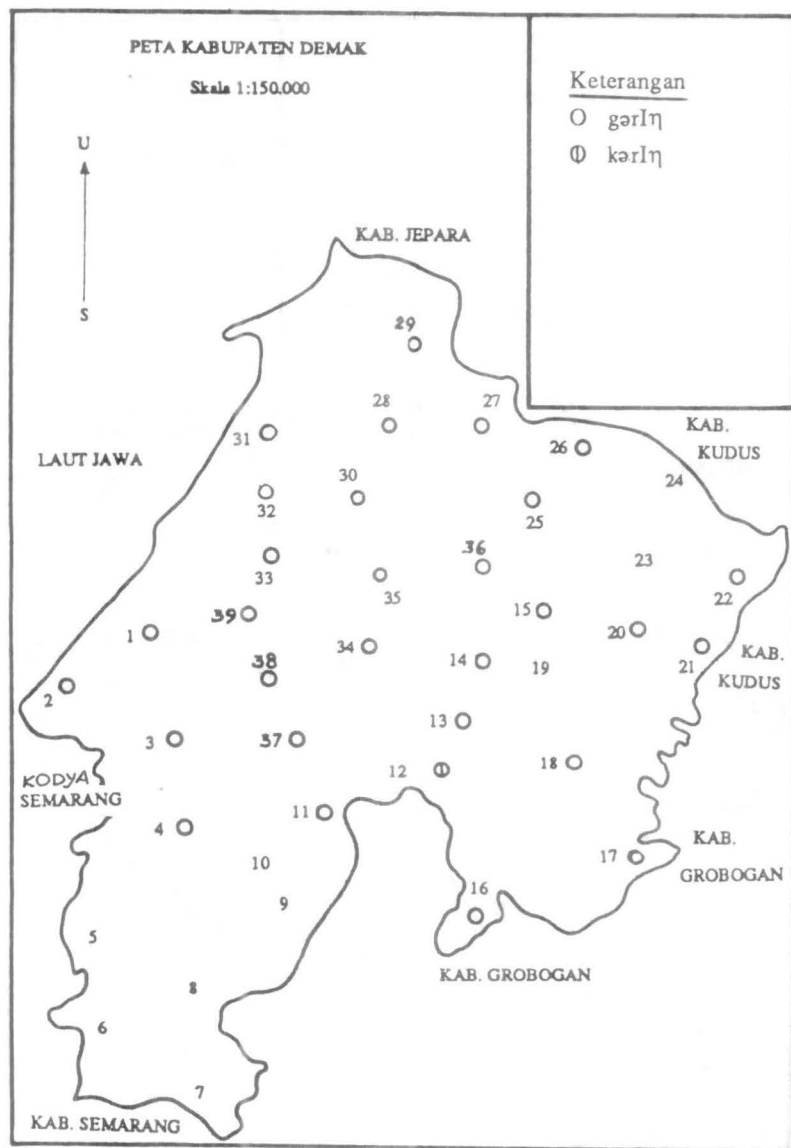 PETA KABUPATEN DEMAK
Skala 1:150.000
Keterangan
O gərIŋ
⦶ kərIŋ
U
S
KAB. JEPARA
29
28
27
31
26
KAB.
KUDUS
LAUT JAWA
30
24
32
25
36
23
33
35
22
39
15
1
34
20
14
19
21
KAB.
KUDUS
38
2
13
3
37
12
18
KODYA
SEMARANG
11
4
17
KAB.
GROBOGAN
10
16
9
5
KAB. GROBOGAN
8
6
7
KAB. SEMARANG